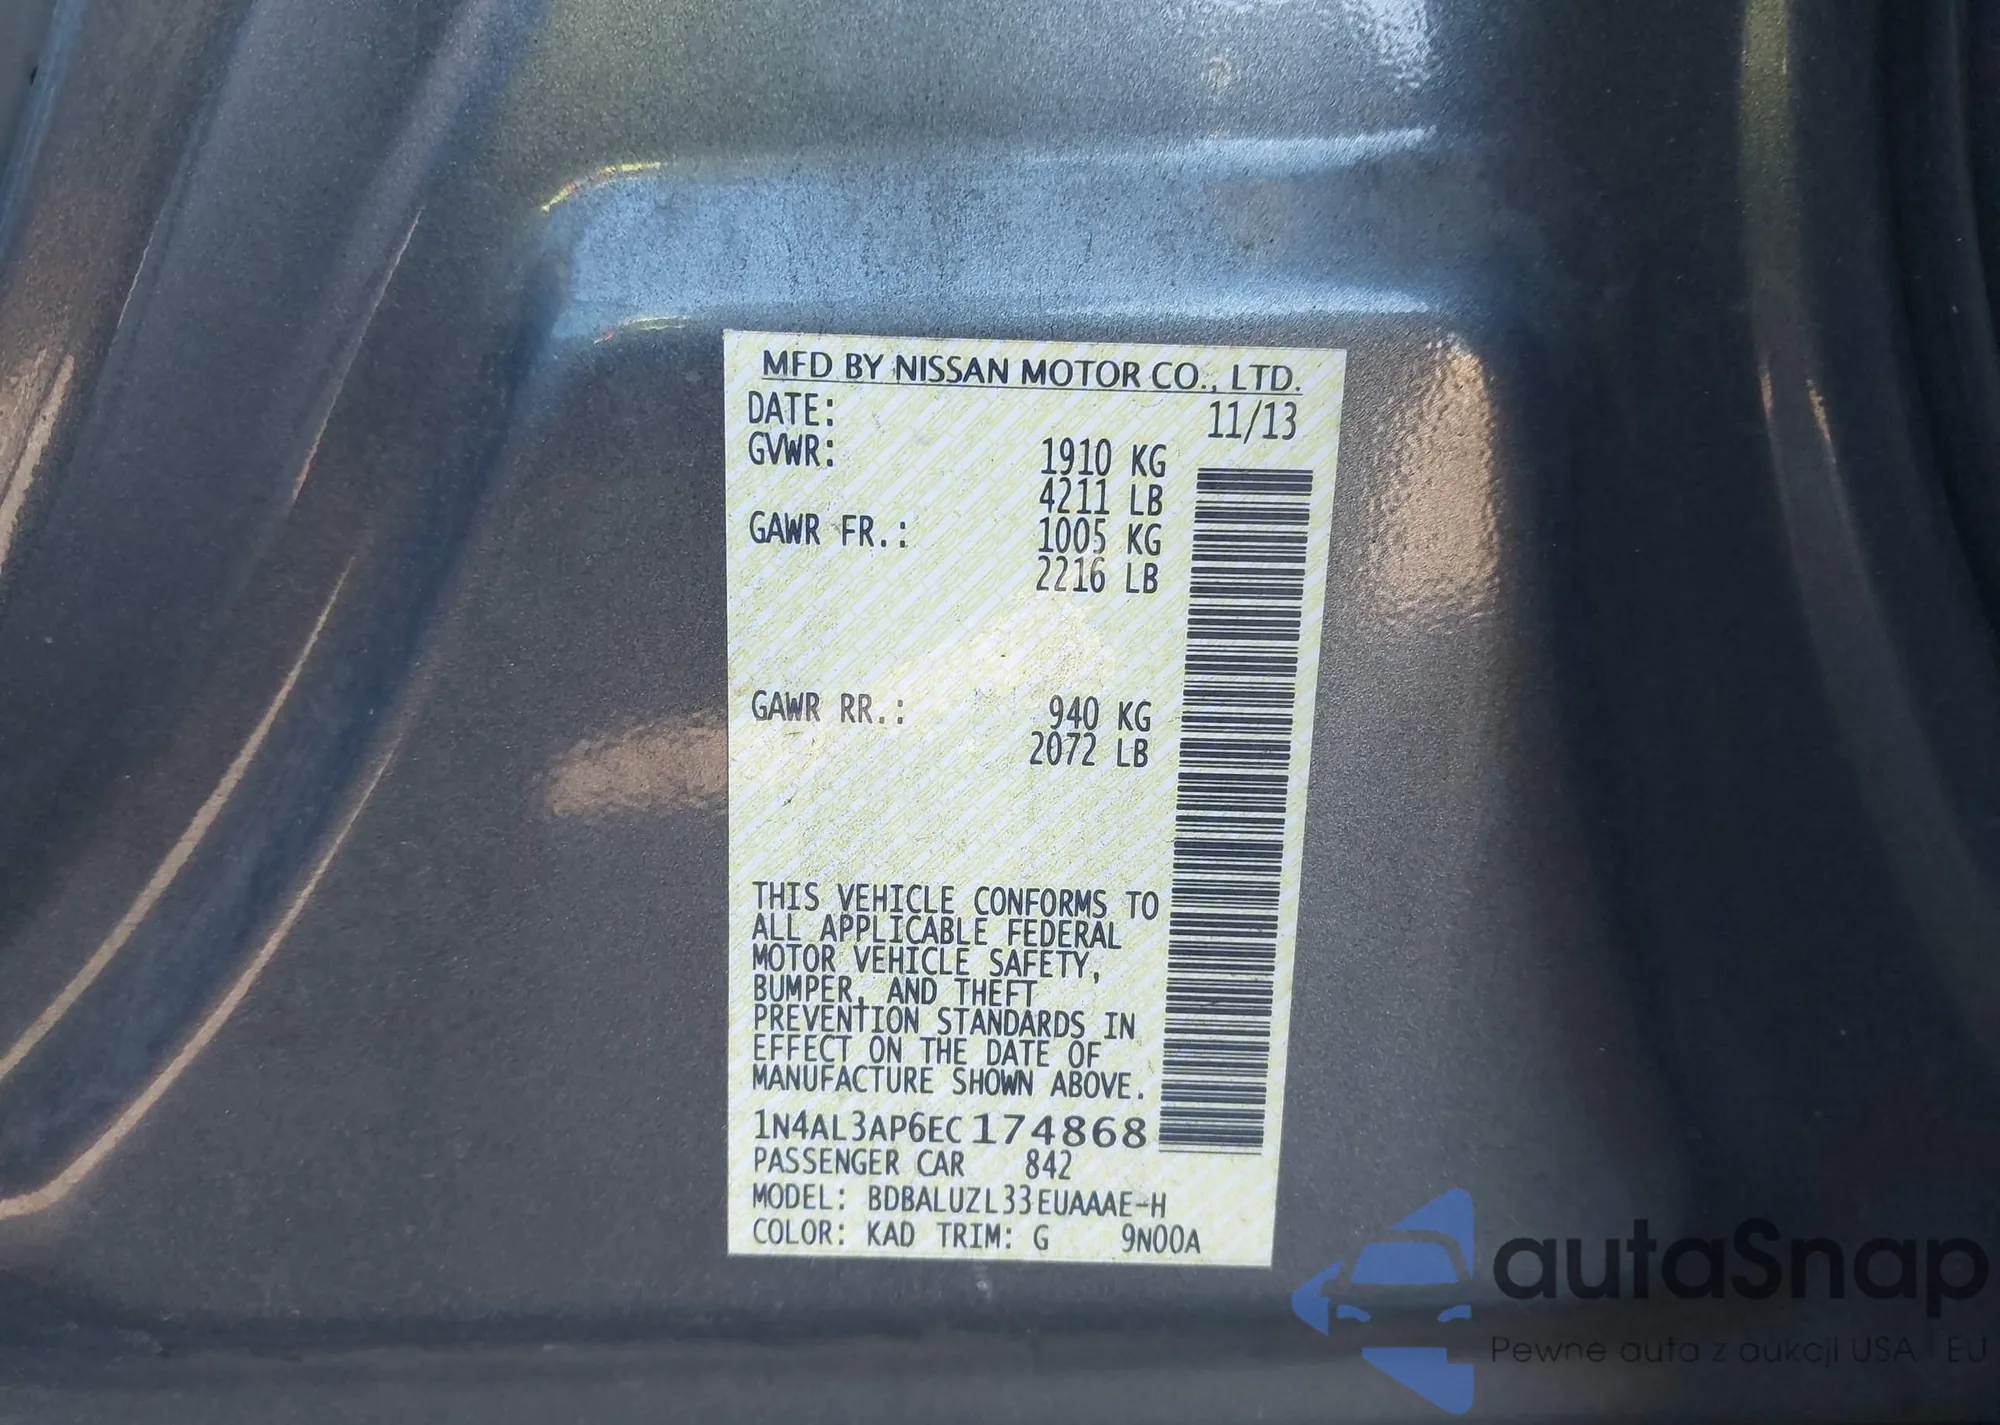 MFD BY NISSAN MOTOR CO., LTD.
DATE: 11/13
GVWR: 1910 KG
4211 LB
GAWR FR.: 1005 KG
2216 LB
GAWR RR.: 940 KG
2072 LB
THIS VEHICLE CONFORMS TO
ALL APPLICABLE FEDERAL
MOTOR VEHICLE SAFETY,
BUMPER, AND THEFT
PREVENTION STANDARDS IN
EFFECT ON THE DATE OF
MANUFACTURE SHOWN ABOVE.
1N4AL3AP6EC174868
PASSENGER CAR 842
MODEL: BDBALUZL33EUAAAE-H
COLOR: KAD TRIM: G 9N00A
autaSnap
Pewne auta z aukcji USA i EU